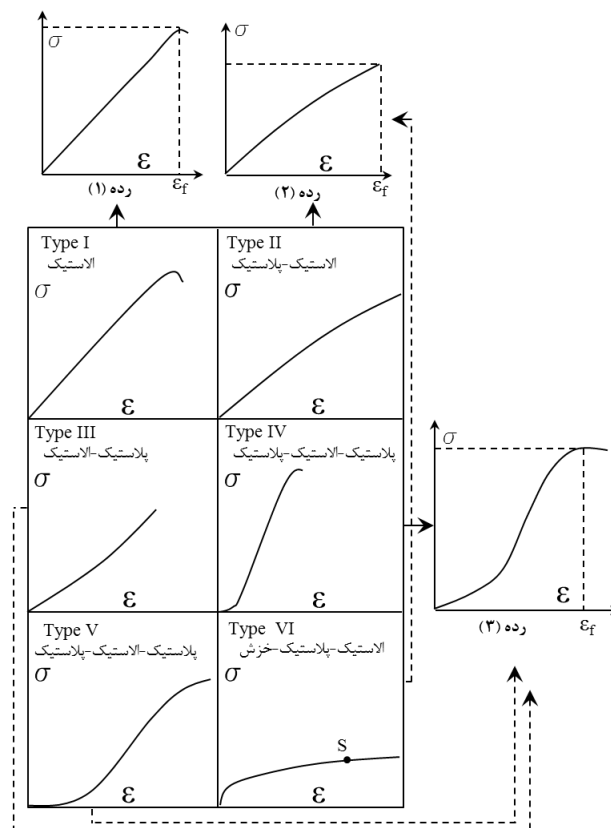 σ
ε
ε_f
رده (۱)
σ
ε
ε_f
رده (۲)
Type I
الاستیک
σ
ε
Type II
الاستیک-پلاستیک
σ
ε
Type III
پلاستیک-الاستیک
σ
ε
Type IV
پلاستیک-الاستیک-پلاستیک
σ
ε
σ
ε
ε_f
رده (۳)
Type V
پلاستیک-الاستیک-پلاستیک
σ
ε
Type VI
الاستیک-پلاستیک-خزش
σ
S
ε